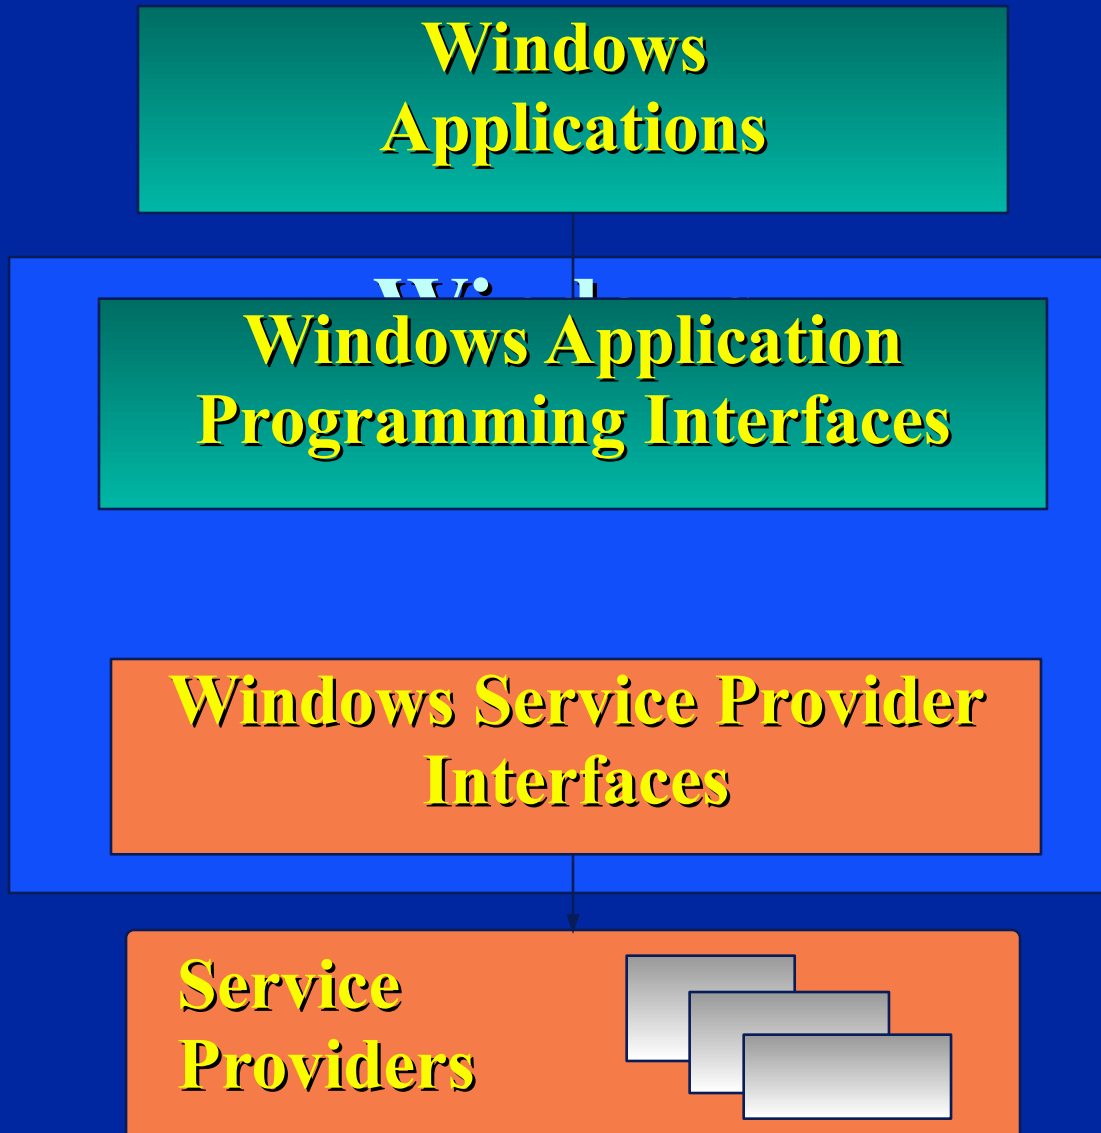 Windows
Applications
Windows Application
Programming Interfaces
Windows Service Provider
Interfaces
Service
Providers